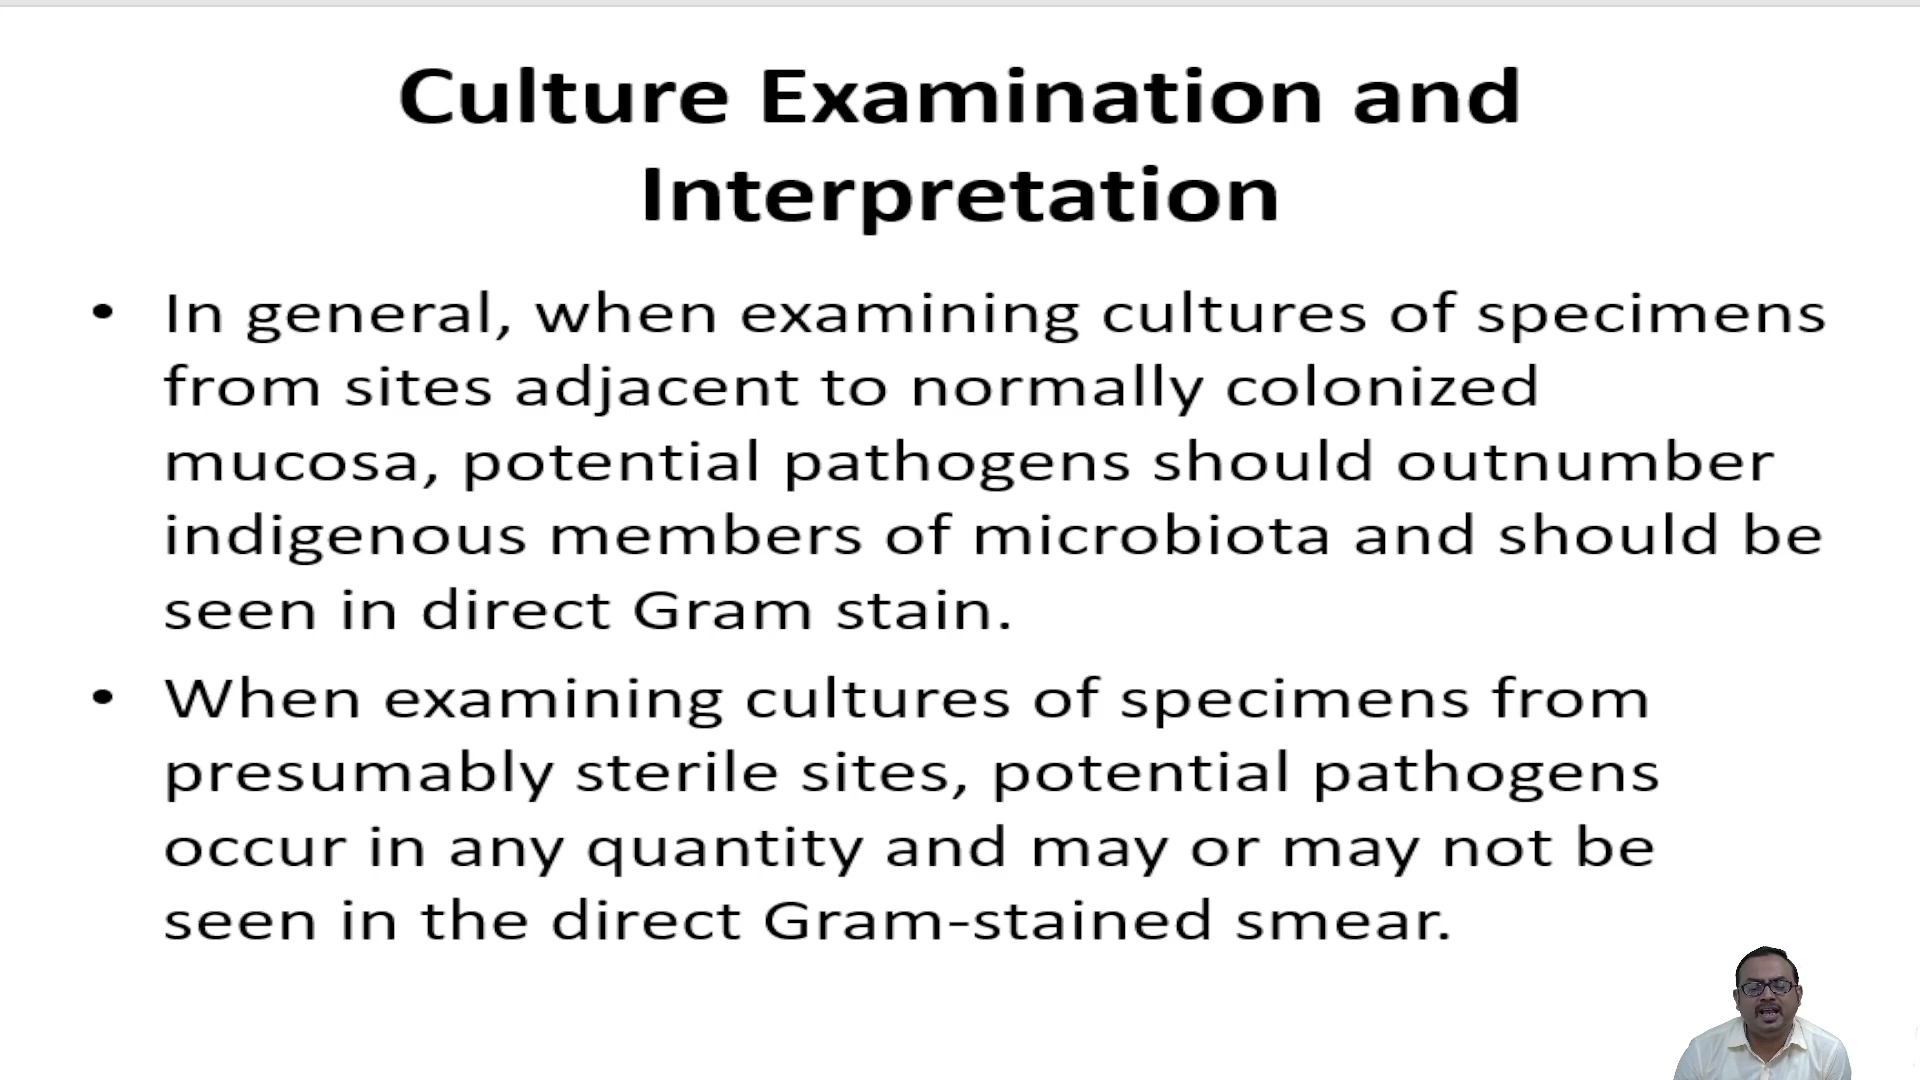 Culture Examination and
Interpretation
• In general, when examining cultures of specimens
from sites adjacent to normally colonized
mucosa, potential pathogens should outnumber
indigenous members of microbiota and should be
seen in direct Gram stain.
• When examining cultures of specimens from
presumably sterile sites, potential pathogens
occur in any quantity and may or may not be
seen in the direct Gram-stained smear.